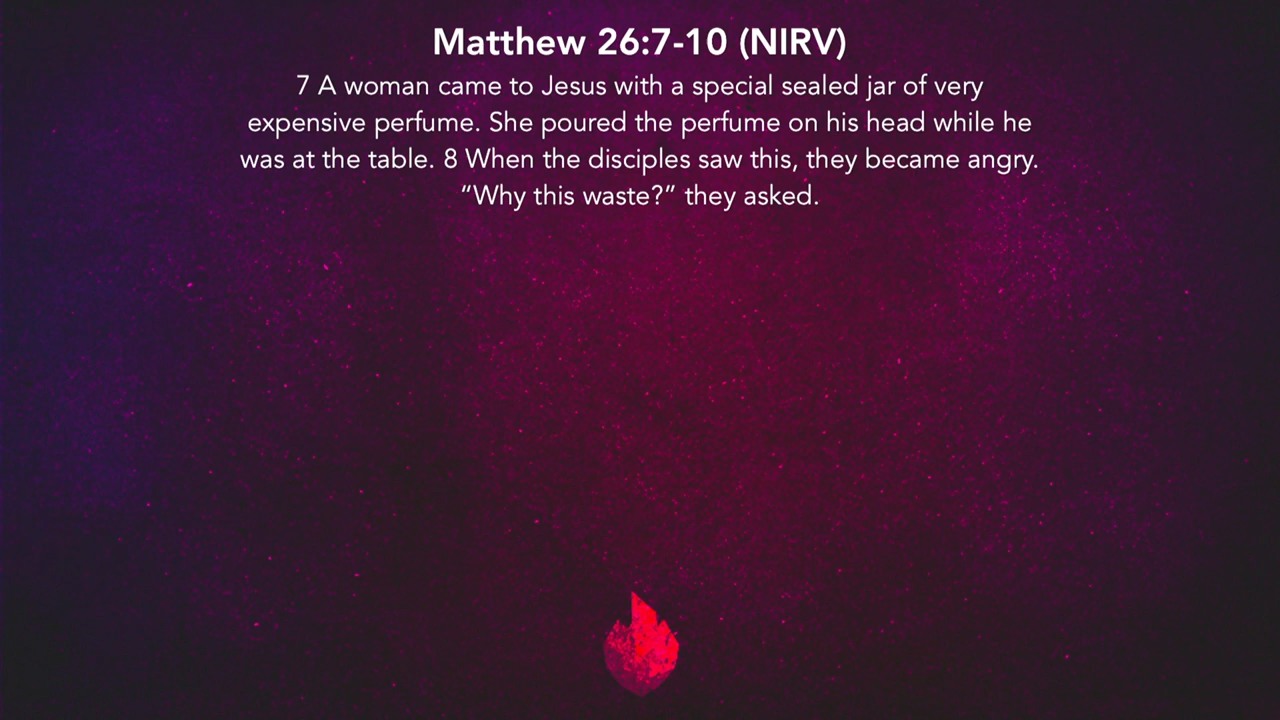 Matthew 26:7-10 (NIRV)
7 A woman came to Jesus with a special sealed jar of very
expensive perfume. She poured the perfume on his head while he
was at the table. 8 When the disciples saw this, they became angry.
“Why this waste?” they asked.